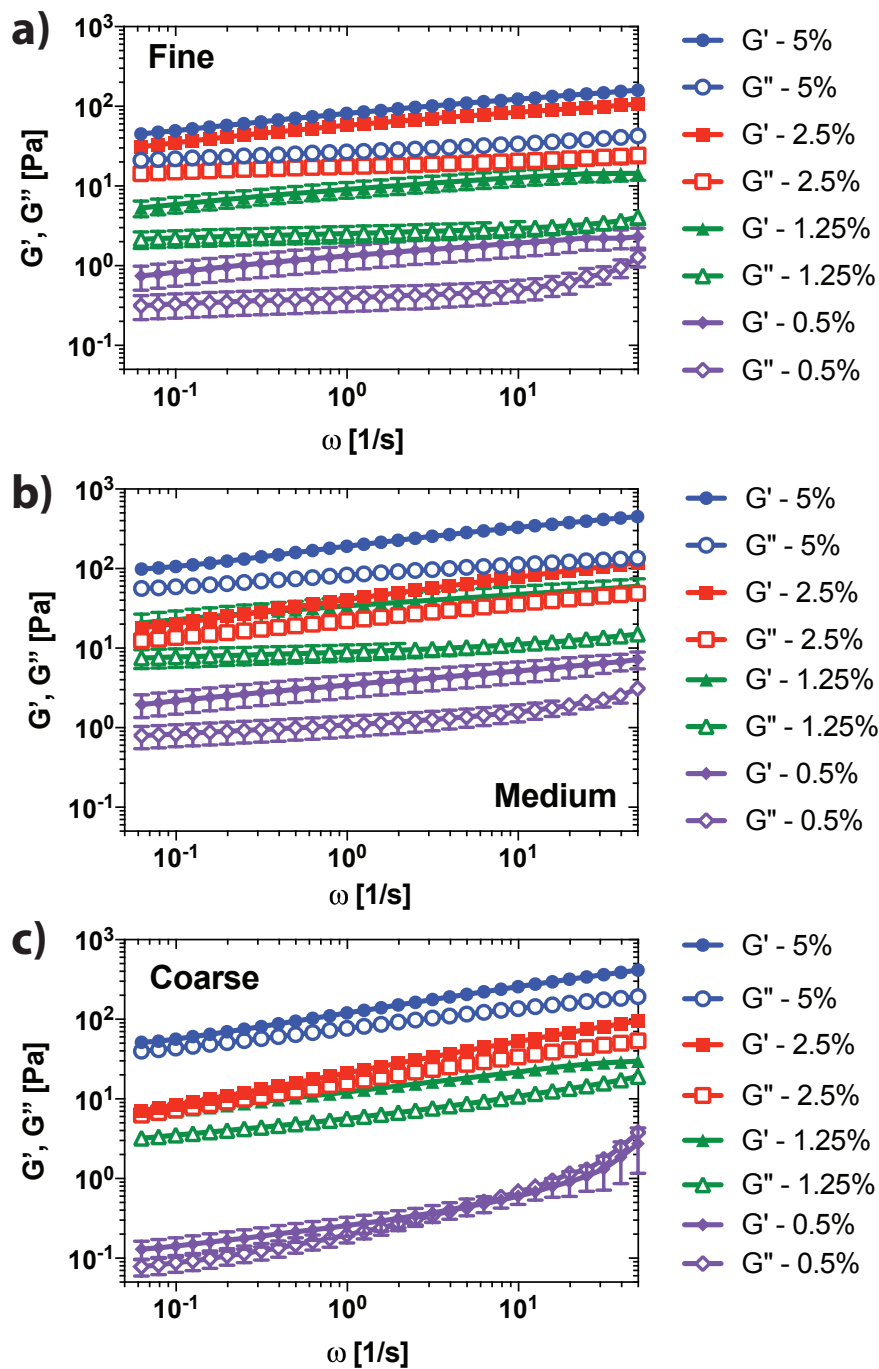 a)
Fine
10³
10²
10¹
10⁰
10⁻¹
G’, G’’ [Pa]
10⁻¹ 10⁰ 10¹
ω [1/s]
G' - 5%
G" - 5%
G' - 2.5%
G" - 2.5%
G' - 1.25%
G" - 1.25%
G' - 0.5%
G" - 0.5%
b)
Medium
10³
10²
10¹
10⁰
10⁻¹
G’, G’’ [Pa]
10⁻¹ 10⁰ 10¹
ω [1/s]
G' - 5%
G" - 5%
G' - 2.5%
G" - 2.5%
G' - 1.25%
G" - 1.25%
G' - 0.5%
G" - 0.5%
c)
Coarse
10³
10²
10¹
10⁰
10⁻¹
G’, G’’ [Pa]
10⁻¹ 10⁰ 10¹
ω [1/s]
G' - 5%
G" - 5%
G' - 2.5%
G" - 2.5%
G' - 1.25%
G" - 1.25%
G' - 0.5%
G" - 0.5%